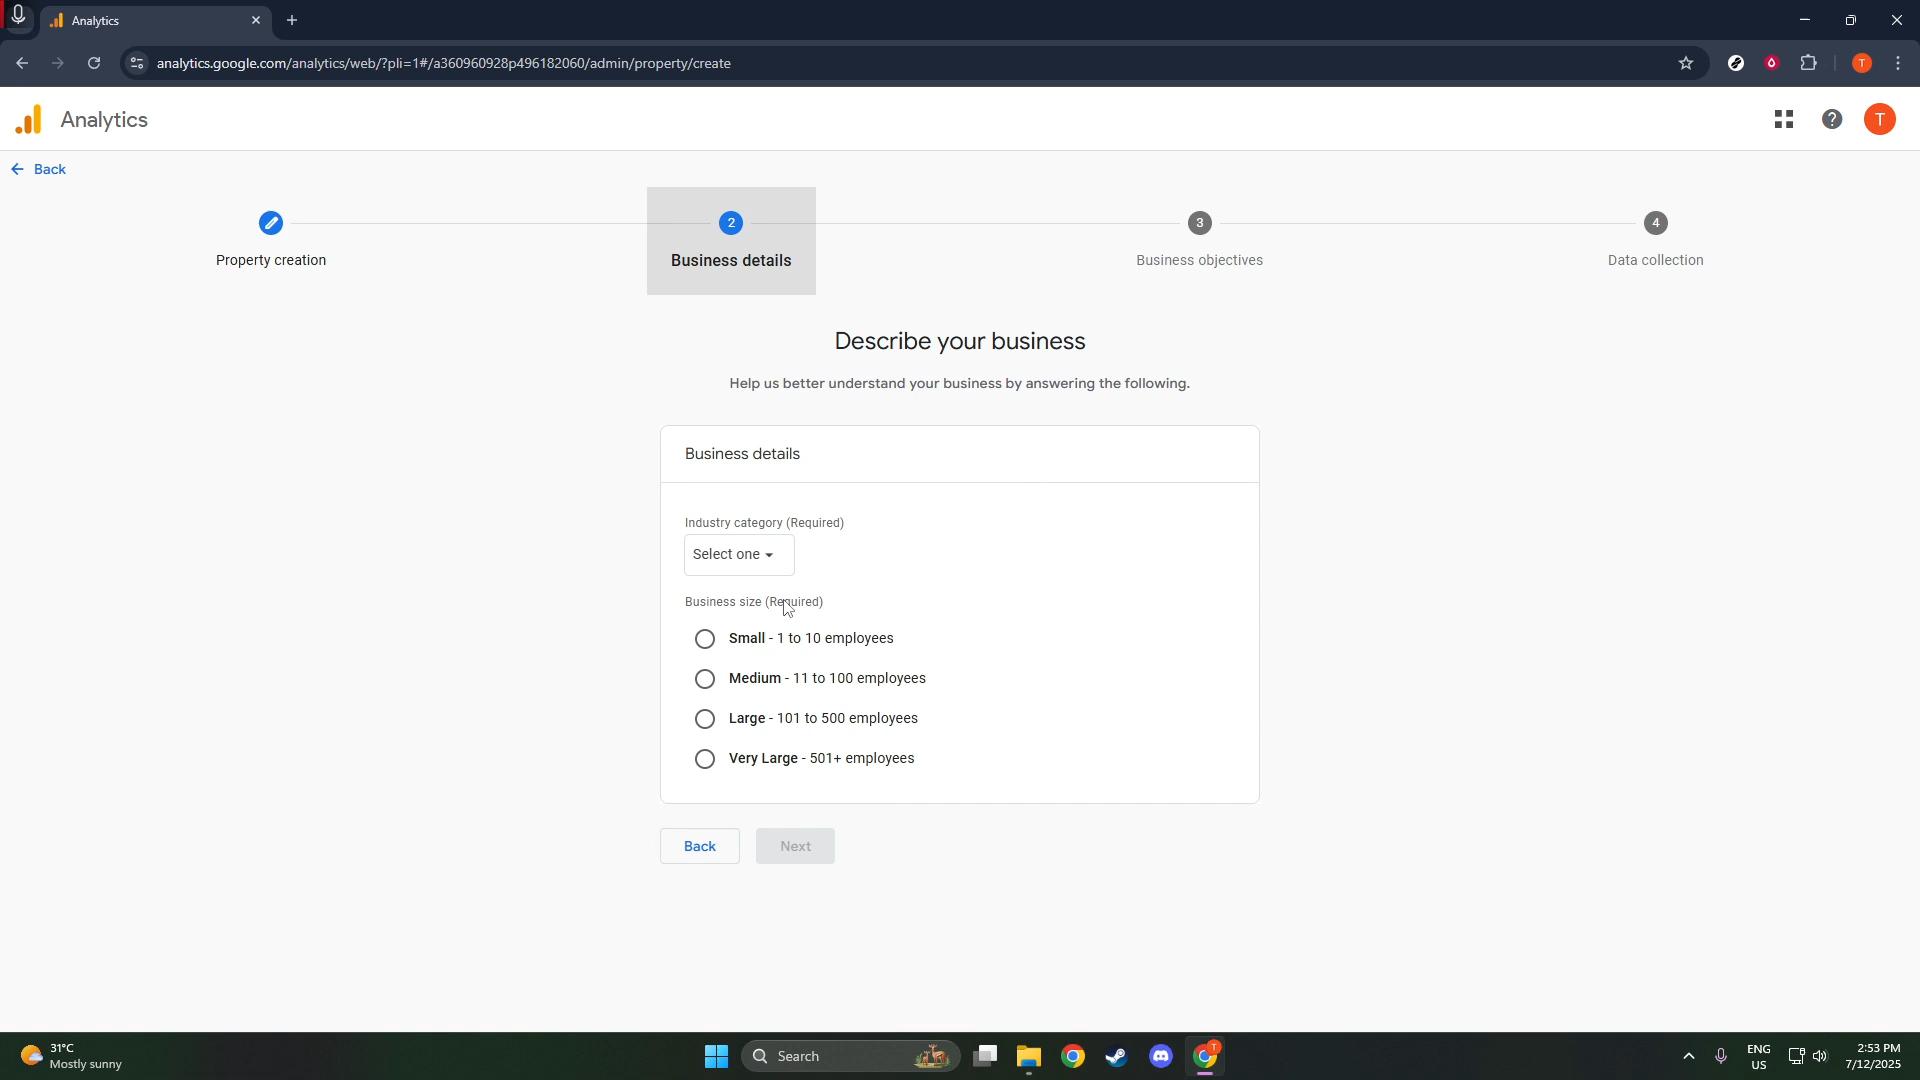 Analytics
analytics.google.com/analytics/web/?pli=1#/a360960928p496182060/admin/property/create
T
Analytics
T
Back
2
3
4
Property creation
Business details
Business objectives
Data collection
Describe your business
Help us better understand your business by answering the following.
Business details
Industry category (Required)
Select one
Business size (Required)
Small - 1 to 10 employees
Medium - 11 to 100 employees
Large - 101 to 500 employees
Very Large - 501+ employees
Back
Next
31°C
Mostly sunny
Search
T
ENG
US
2:53 PM
7/12/2025